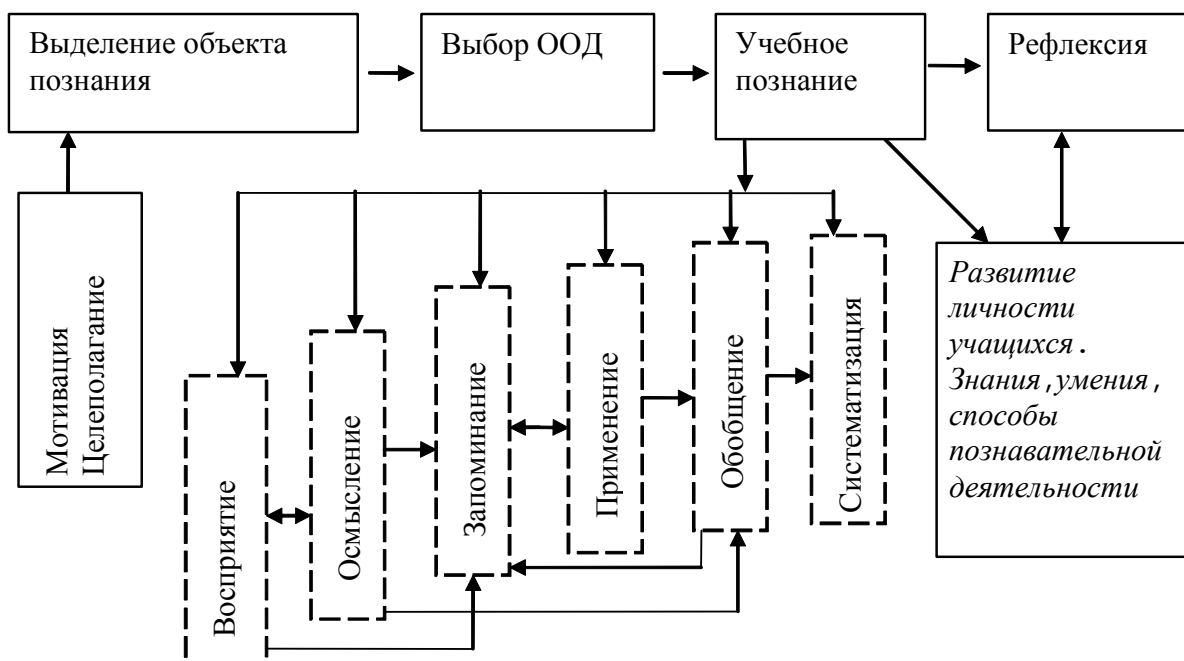 Выделение объекта
познания
Выбор ООД
Учебное
познание
Рефлексия
Мотивация
Целеполагание
Восприятие
Осмысление
Запоминание
Применение
Обобщение
Систематизация
Развитие
личности
учащихся.
Знания,умения,
способы
познавательной
деятельности